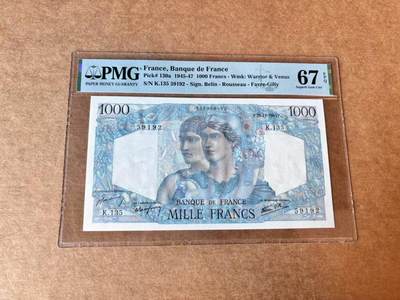 PMG
PAPER MONEY GUARANTY
France, Banque de France
Pick# 130a 1945-47 1000 Francs - Wmk: Warrior & Venus
S/N K.135 59192 - Sign. Belin - Rousseau - Favre-Gilly
67 EPQ
Superb Gem Unc
1000
1000
59192
K.135
BANQUE DE FRANCE
MILLE FRANCS
K.135
59192